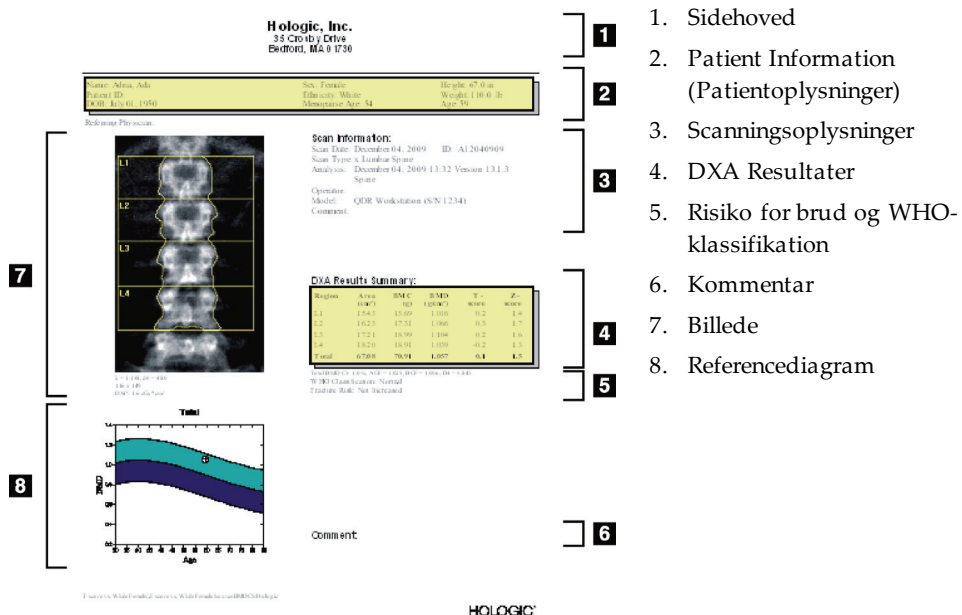 Hologic, Inc.
35 Crosby Drive
Bedford, MA 01730
1
Name: Adna, Ada
Sex: Female
Height: 67.0 in
Patient ID:
Ethnicity: White
Weight: 110.0 lb
DOB: July 01, 1950
Menopause Age: 54
Age: 59
2
Referring Physician:
7
L1
L2
L3
L4
Scan Information:
Scan Date: December 04, 2009 ID: A12040909
Scan Type: x Lumbar Spine
Analysis: December 04, 2009 13:32 Version 13.1.3
Spine
Operator:
Model: QDR Workstation (S/N 1234)
Comment:
3
DXA Results Summary:
Region Area (cm²) BMC (g) BMD (g/cm²) T - score Z - score
L1 15.43 15.69 1.016 0.2 1.4
L2 16.23 17.31 1.066 0.3 1.7
L3 17.21 18.99 1.104 0.2 1.6
L4 18.20 18.91 1.039 -0.2 1.3
Total 67.08 70.91 1.057 0.1 1.5
4
WHO Classification: Normal
Fracture Risk: Not Increased
5
8
Total
BMD
Age
Comment:
6
HOLOGIC
1. Sidehoved
2. Patient Information
(Patientoplysninger)
3. Scanningsoplysninger
4. DXA Resultater
5. Risiko for brud og WHO-
klassifikation
6. Kommentar
7. Billede
8. Referencediagram